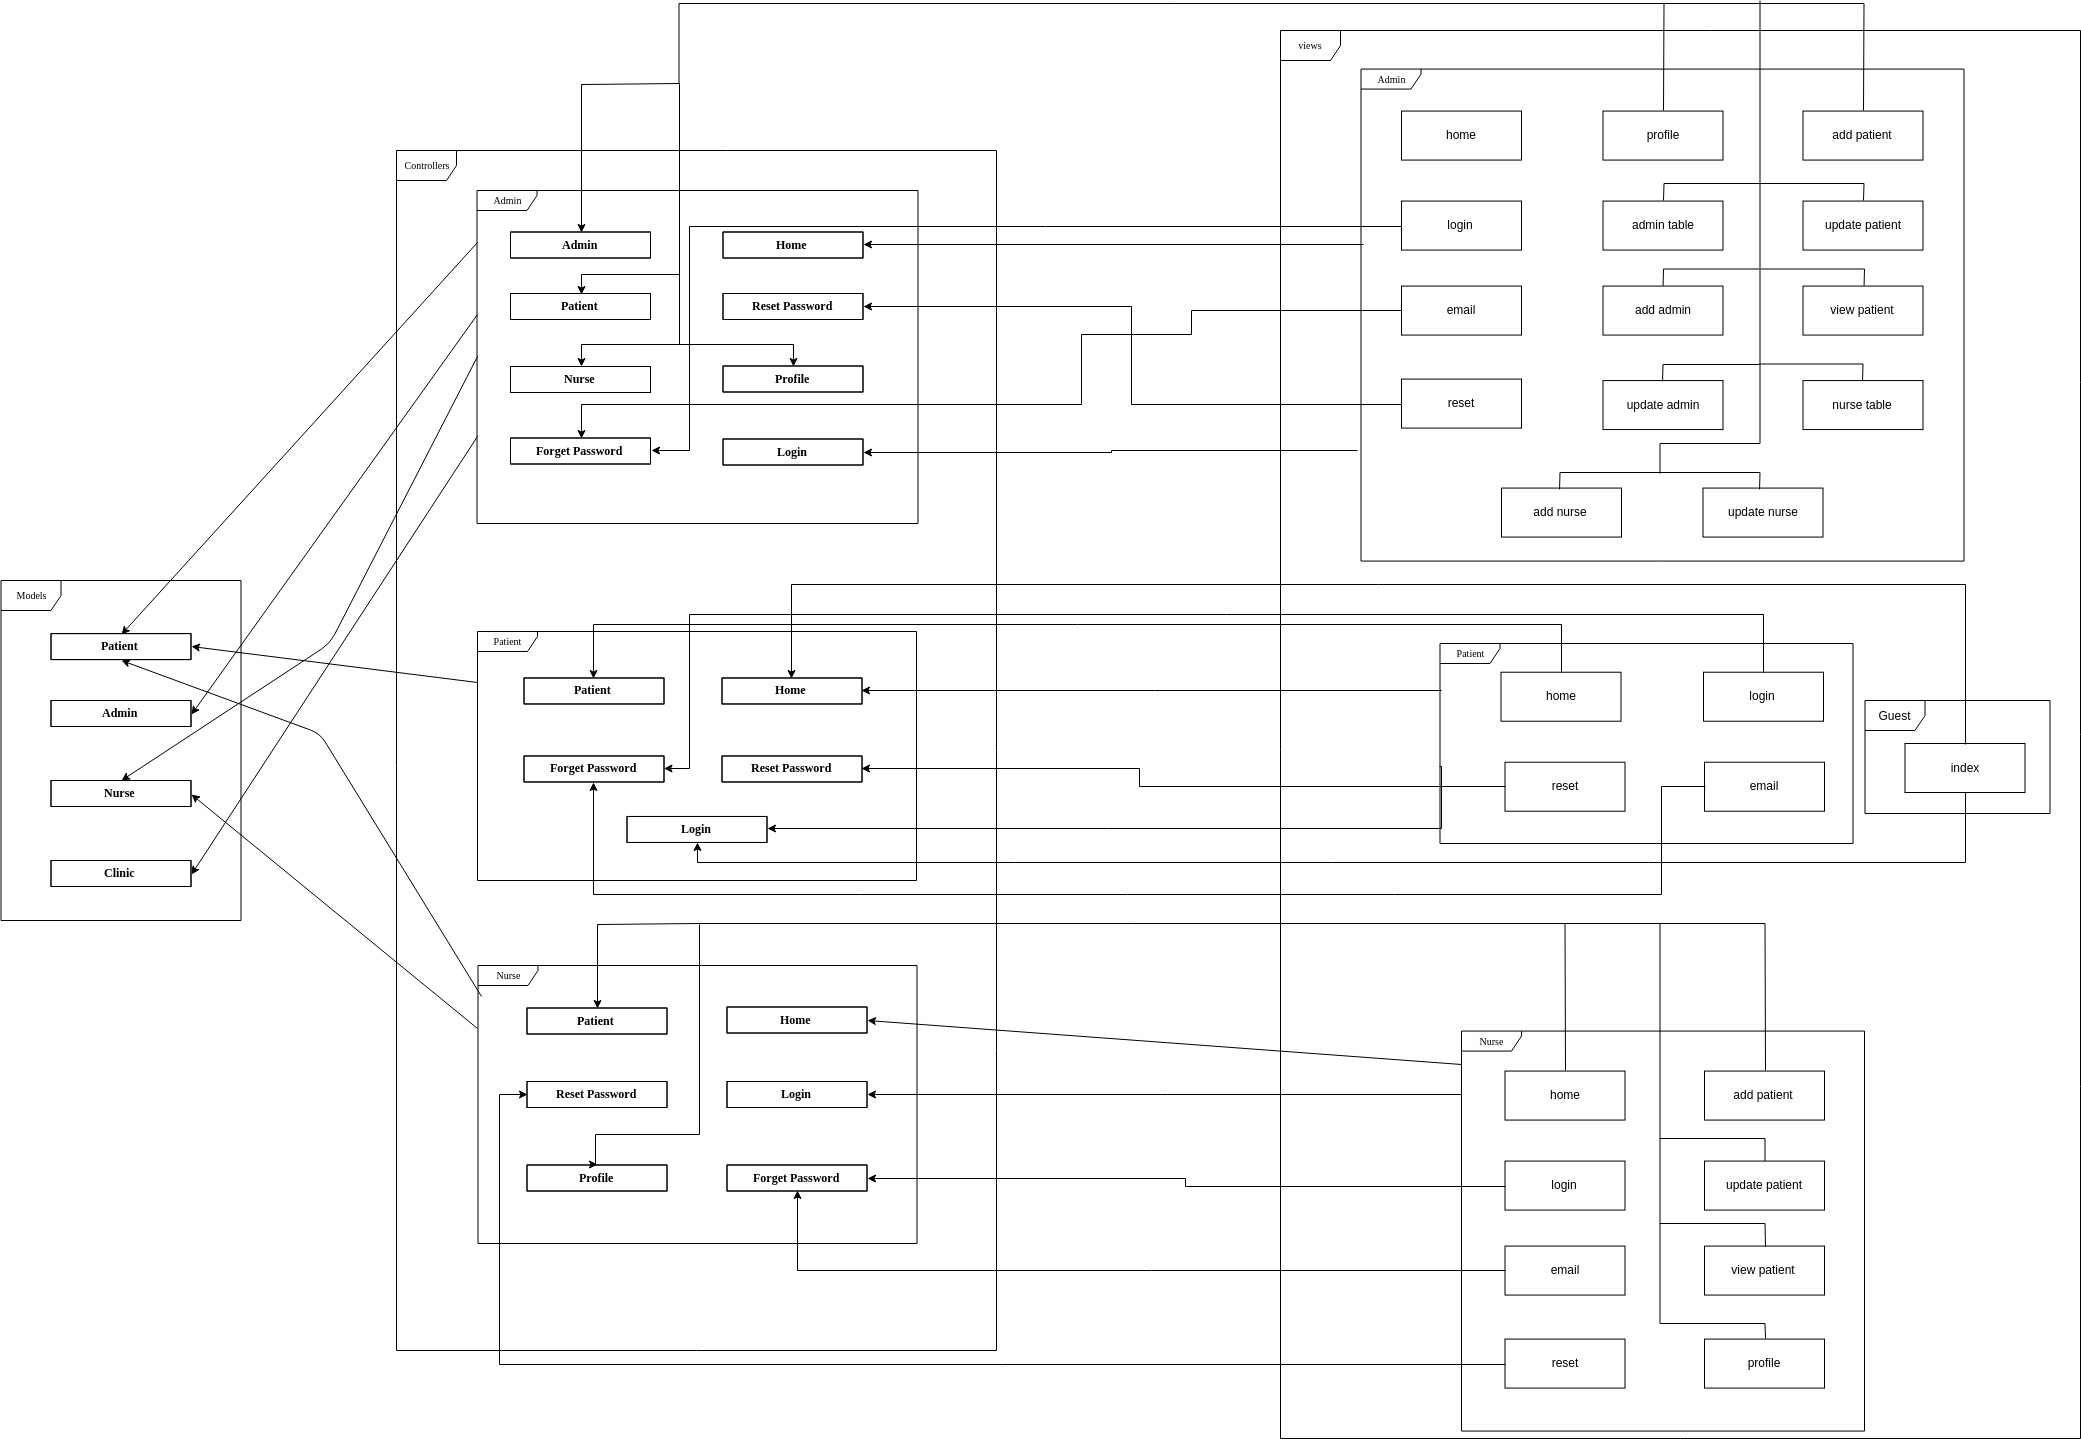 views
Admin
home
profile
add patient
login
admin table
update patient
email
add admin
view patient
reset
update admin
nurse table
add nurse
update nurse
Controllers
Admin
Admin
Home
Patient
Reset Password
Nurse
Profile
Forget Password
Login
Models
Patient
Admin
Nurse
Clinic
Patient
Patient
Home
Forget Password
Reset Password
Login
Patient
home
login
reset
email
Guest
index
Nurse
Patient
Home
Reset Password
Login
Profile
Forget Password
Nurse
home
add patient
login
update patient
email
view patient
reset
profile